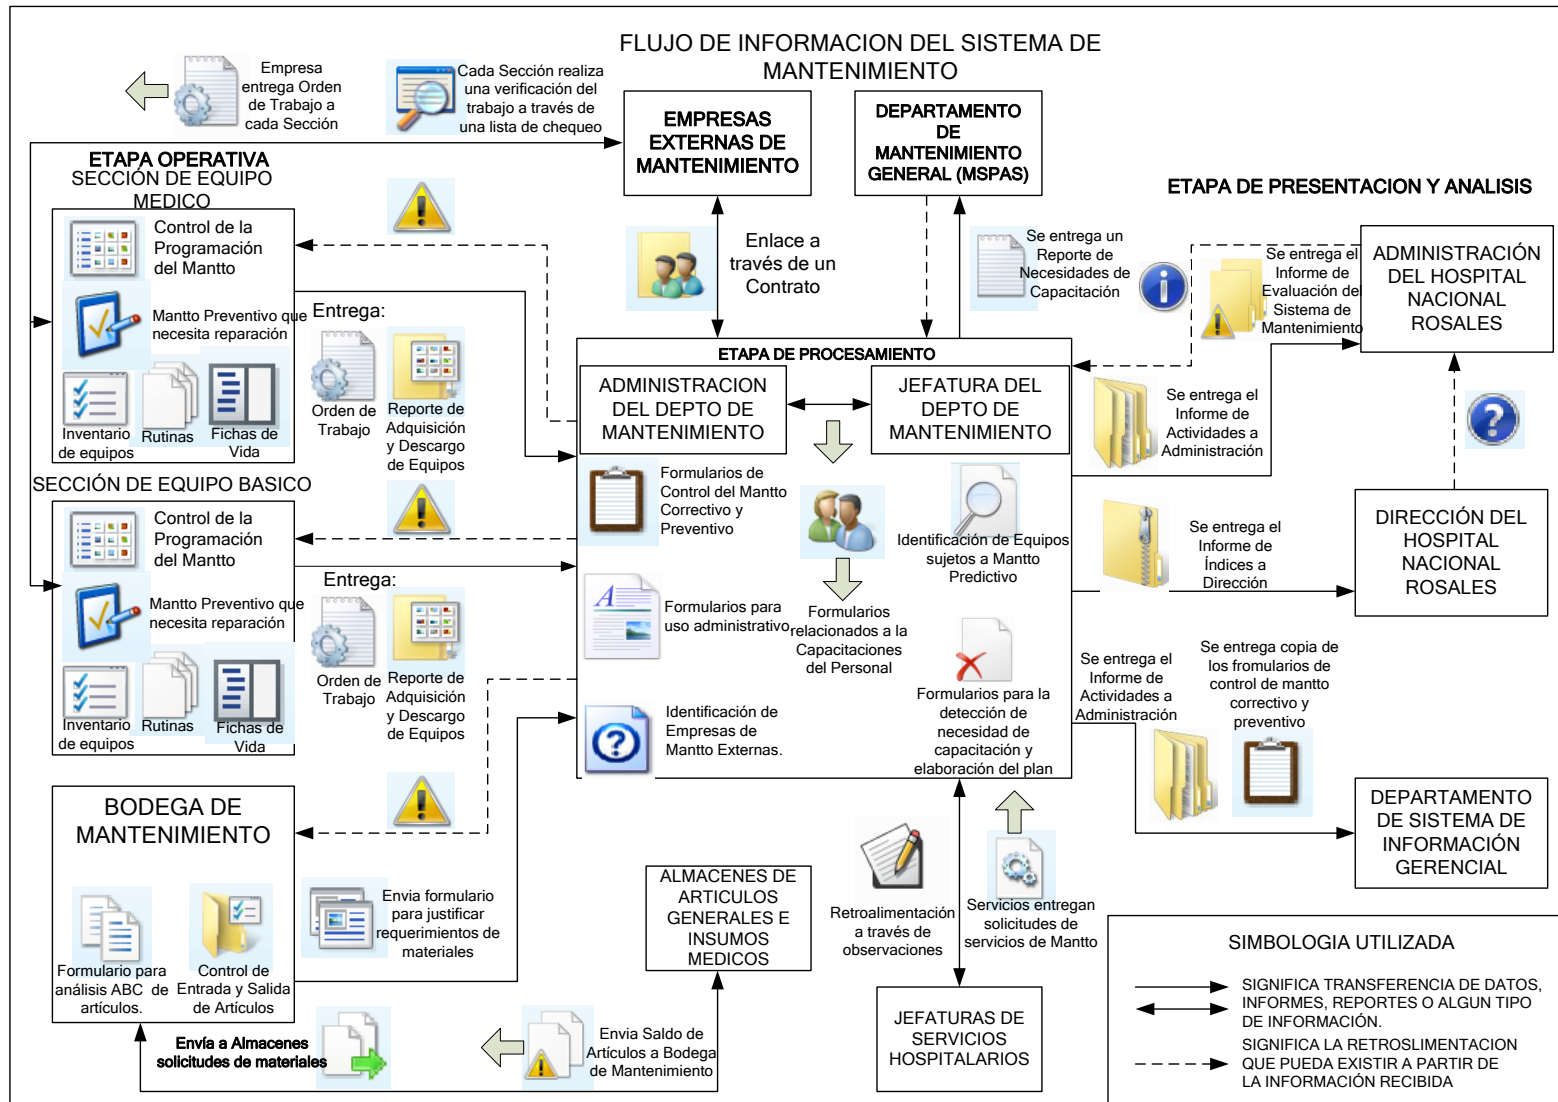 FLUJO DE INFORMACION DEL SISTEMA DE
MANTENIMIENTO
Empresa
entrega Orden
de Trabajo a
cada Sección
Cada Sección realiza
una verificación del
trabajo a través de
una lista de chequeo
EMPRESAS
EXTERNAS DE
MANTENIMIENTO
DEPARTAMENTO
DE
MANTENIMIENTO
GENERAL (MSPAS)
ETAPA OPERATIVA
SECCIÓN DE EQUIPO
MEDICO
Control de la
Programación
del Mantto
Mantto Preventivo que
necesita reparación
Inventario
de equipos
Rutinas
Fichas de
Vida
Entrega:
Orden de
Trabajo
Reporte de
Adquisición
y Descargo
de Equipos
Enlace a
través de un
Contrato
Se entrega un
Reporte de
Necesidades de
Capacitación
ETAPA DE PRESENTACION Y ANALISIS
Se entrega el
Informe de
Evaluación del
Sistema de
Mantenimiento
ADMINISTRACIÓN
DEL HOSPITAL
NACIONAL
ROSALES
ETAPA DE PROCESAMIENTO
ADMINISTRACION
DEL DEPTO DE
MANTENIMIENTO
JEFATURA DEL
DEPTO DE
MANTENIMIENTO
Se entrega el
Informe de
Actividades a
Administración
SECCIÓN DE EQUIPO BASICO
Control de la
Programación
del Mantto
Mantto Preventivo que
necesita reparación
Inventario
de equipos
Rutinas
Fichas de
Vida
Entrega:
Orden de
Trabajo
Reporte de
Adquisición
y Descargo
de Equipos
Formularios de
Control del Mantto
Correctivo y
Preventivo
Identificación de Equipos
sujetos a Mantto
Predictivo
Formularios para
uso administrativo
Formularios
relacionados a la
Capacitaciones
del Personal
Identificación de
Empresas de
Mantto Externas.
Formularios para la
detección de
necesidad de
capacitación y
elaboración del plan
Se entrega el
Informe de
Índices a
Dirección
DIRECCIÓN DEL
HOSPITAL
NACIONAL
ROSALES
Se entrega el
Informe de
Actividades a
Administración
Se entrega copia de
los fromularios de
control de mantto
correctivo y
preventivo
DEPARTAMENTO
DE SISTEMA DE
INFORMACIÓN
GERENCIAL
BODEGA DE
MANTENIMIENTO
Formulario para
análisis ABC de
artículos.
Control de
Entrada y Salida
de Artículos
Envia formulario
para justificar
requerimientos de
materiales
ALMACENES DE
ARTICULOS
GENERALES E
INSUMOS
MEDICOS
Retroalimentación
a través de
observaciones
Servicios entregan
solicitudes de
servicios de Mantto
Envía a Almacenes
solicitudes de materiales
Envia Saldo de
Artículos a Bodega
de Mantenimiento
JEFATURAS DE
SERVICIOS
HOSPITALARIOS
SIMBOLOGIA UTILIZADA
SIGNIFICA TRANSFERENCIA DE DATOS,
INFORMES, REPORTES O ALGUN TIPO
DE INFORMACIÓN.
SIGNIFICA LA RETROSLIMENTACION
QUE PUEDA EXISTIR A PARTIR DE
LA INFORMACIÓN RECIBIDA